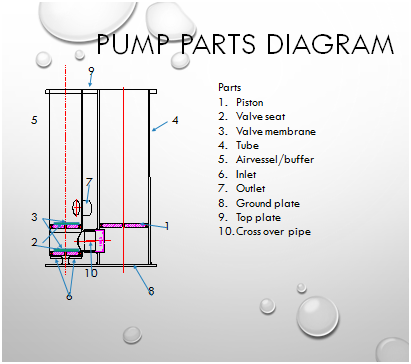 PUMP PARTS DIAGRAM
9
5
4
7
3
1
2
10
6
8
Parts
1. Piston
2. Valve seat
3. Valve membrane
4. Tube
5. Airvessel/buffer
6. Inlet
7. Outlet
8. Ground plate
9. Top plate
10. Cross over pipe